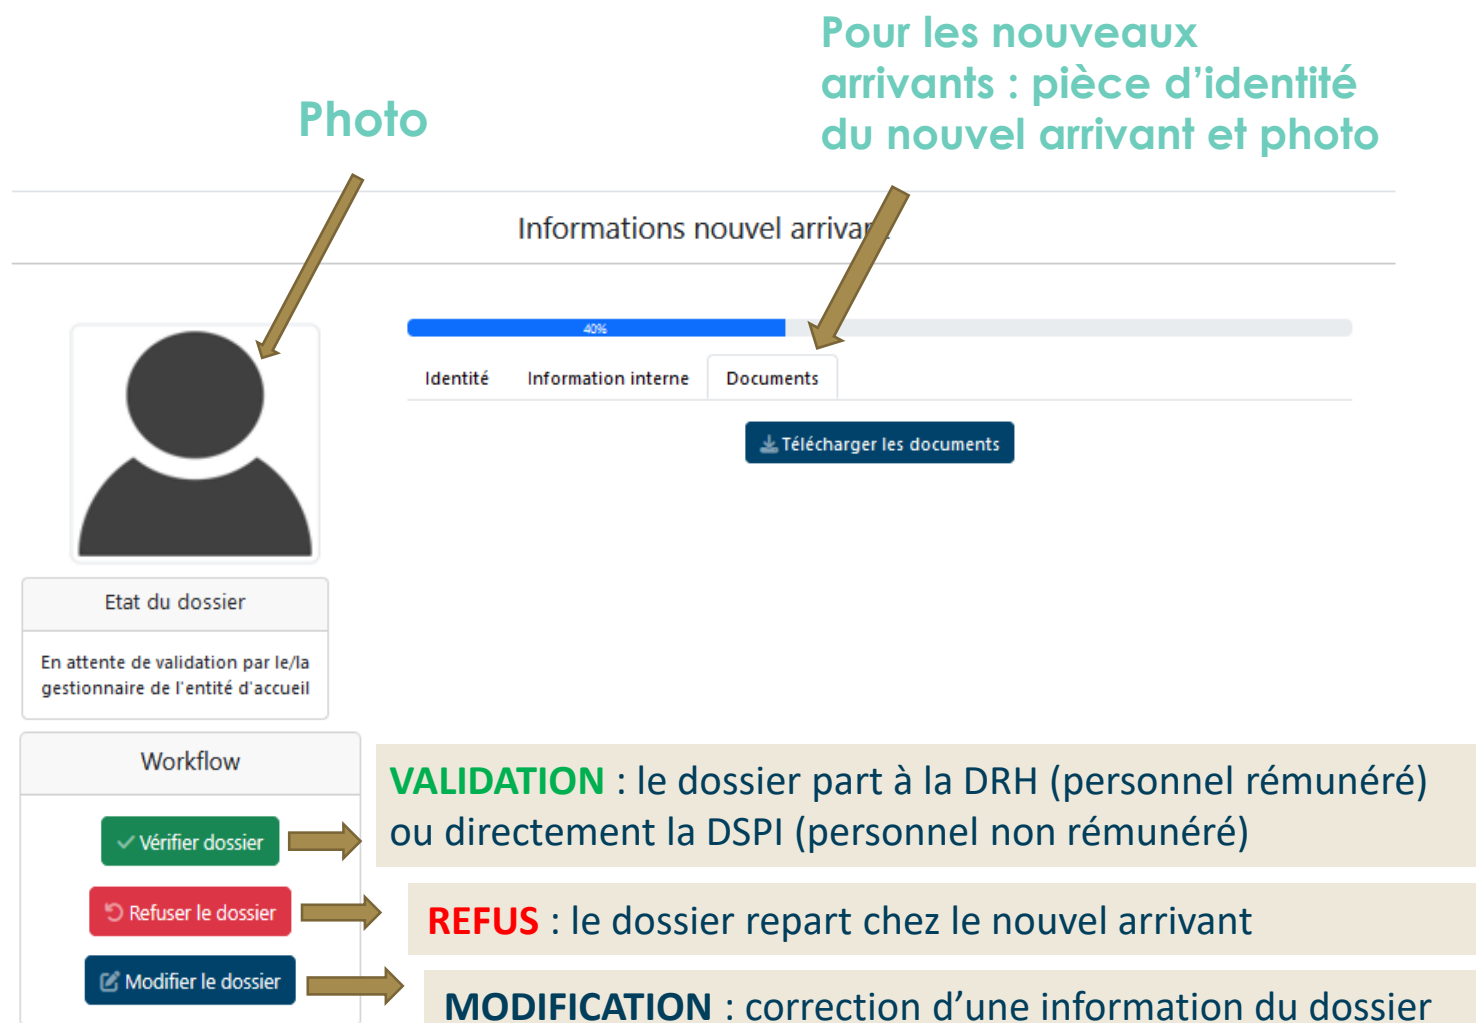 Pour les nouveaux
arrivants : pièce d’identité
du nouvel arrivant et photo
Photo
Informations nouvel arrivant
40%
Identité Information interne Documents
Télécharger les documents
Etat du dossier
En attente de validation par le/la
gestionnaire de l'entité d'accueil
Workflow
VALIDATION : le dossier part à la DRH (personnel rémunéré)
ou directement la DSPI (personnel non rémunéré)
Vérifier dossier
REFUS : le dossier repart chez le nouvel arrivant
Refuser le dossier
MODIFICATION : correction d’une information du dossier
Modifier le dossier